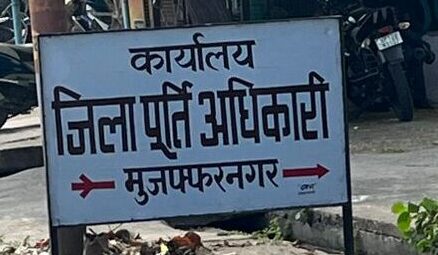 कार्यालय
जिला पूर्ति अधिकारी
मुजफ्फरनगर